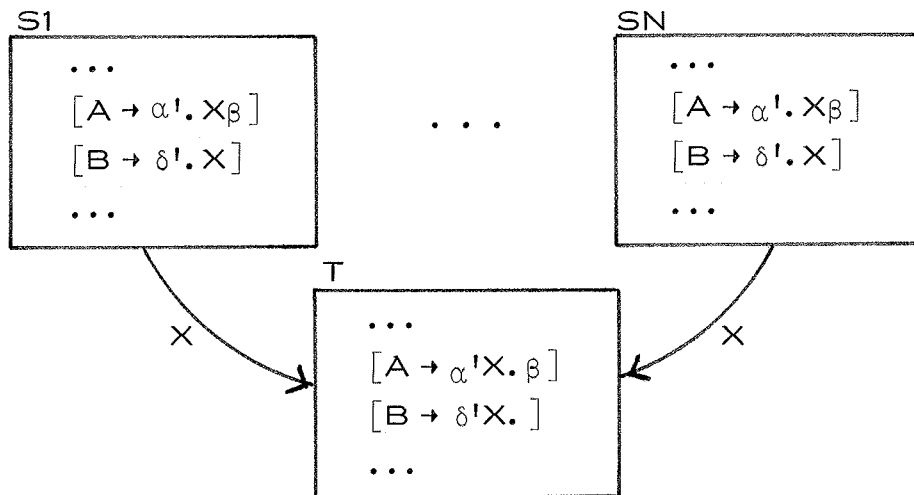 S1
...
[A → α'. Xβ]
[B → δ'. X]
...
...
SN
...
[A → α'. Xβ]
[B → δ'. X]
...
X
X
T
...
[A → α'X. β]
[B → δ'X. ]
...